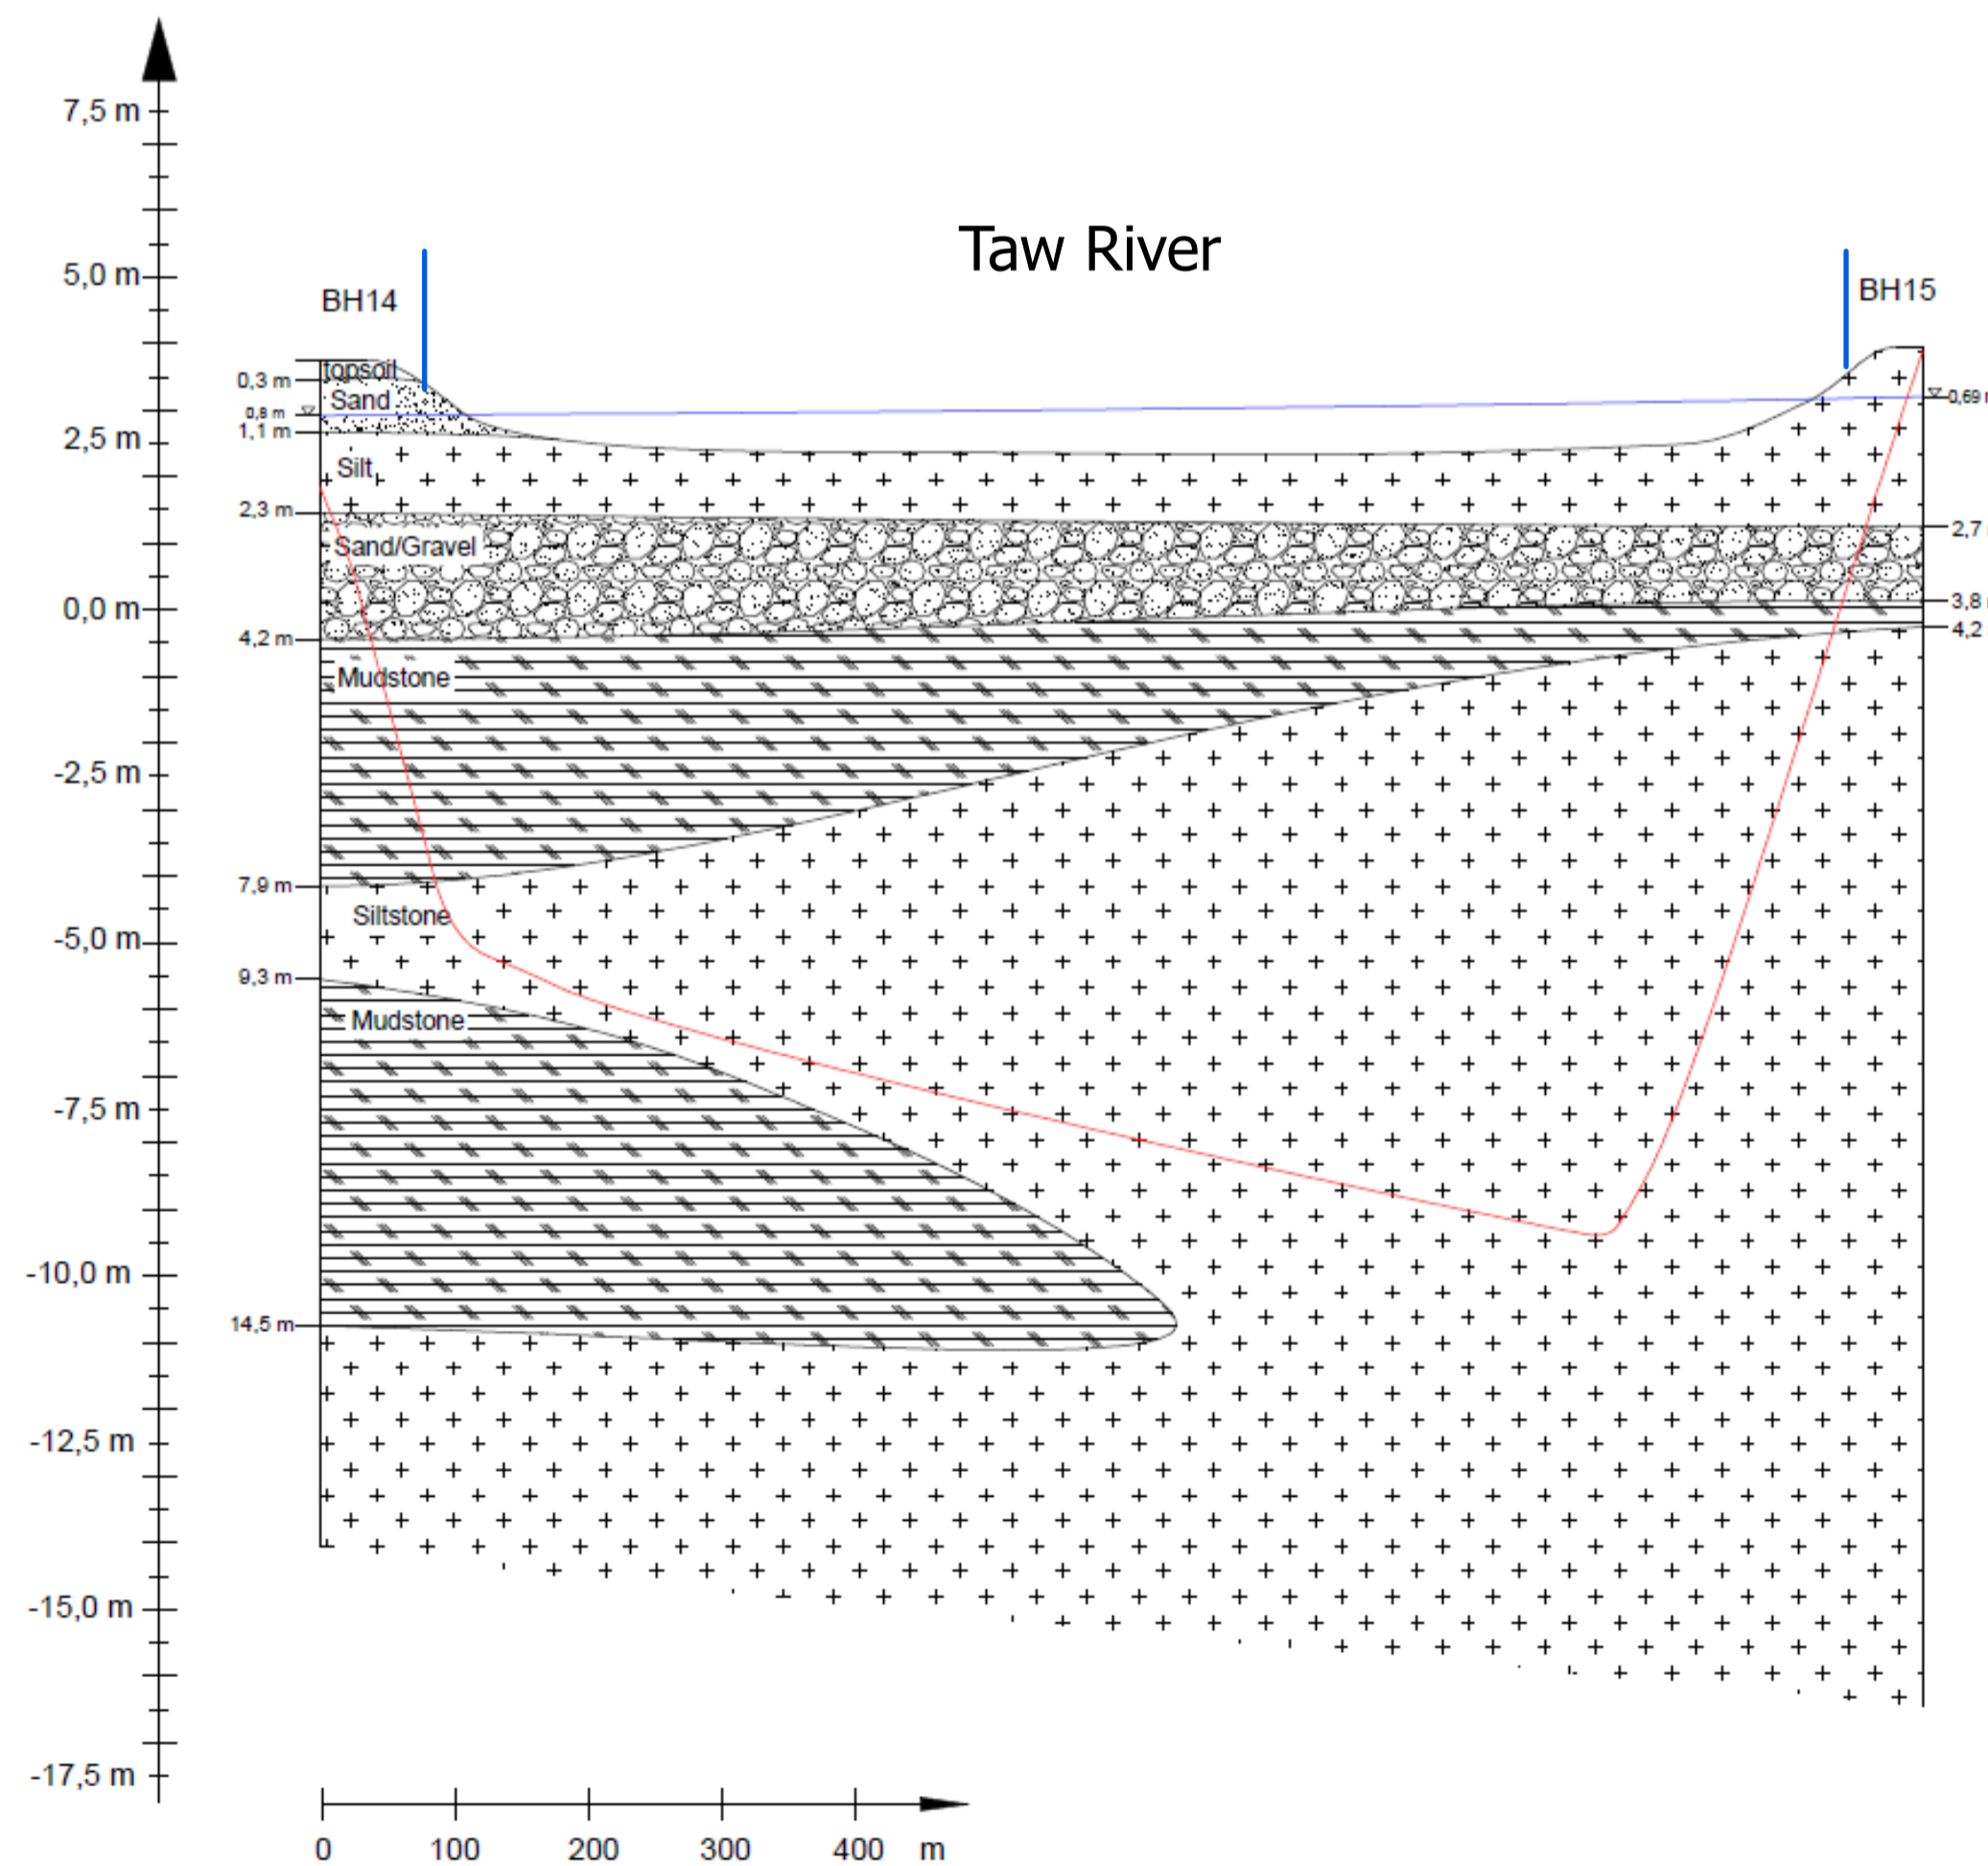 7,5 m
Taw River
5,0 m
BH14
BH15
topsoil
0,3 m
Sand
0,8 m
0,69
1,1 m
2,5 m
Silt
2,3 m
2,7
Sand/Gravel
0,0 m
3,8
4,2 m
4,2
Mudstone
-2,5 m
7,9 m
Siltstone
-5,0 m
9,3 m
Mudstone
-7,5 m
-10,0 m
14,5 m
-12,5 m
-15,0 m
-17,5 m
0 100 200 300 400 m